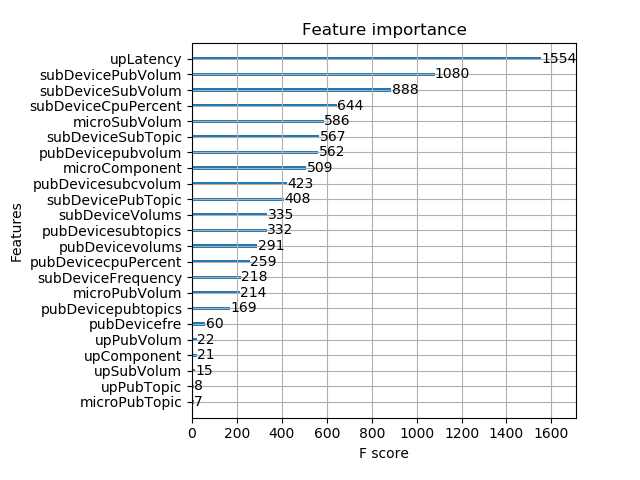 Feature importance
Features
upLatency 1554
subDevicePubVolum 1080
subDeviceSubVolum 888
subDeviceCpuPercent 644
microSubVolum 586
subDeviceSubTopic 567
pubDevicepubvolum 562
microComponent 509
pubDevicesubcvolum 423
subDevicePubTopic 408
subDeviceVolums 335
pubDevicesubtopics 332
pubDevicevolums 291
pubDevicecpuPercent 259
subDeviceFrequency 218
microPubVolum 214
pubDevicepubtopics 169
pubDevicefre 60
upPubVolum 22
upComponent 21
upSubVolum 15
upPubTopic 8
microPubTopic 7
0 200 400 600 800 1000 1200 1400 1600
F score